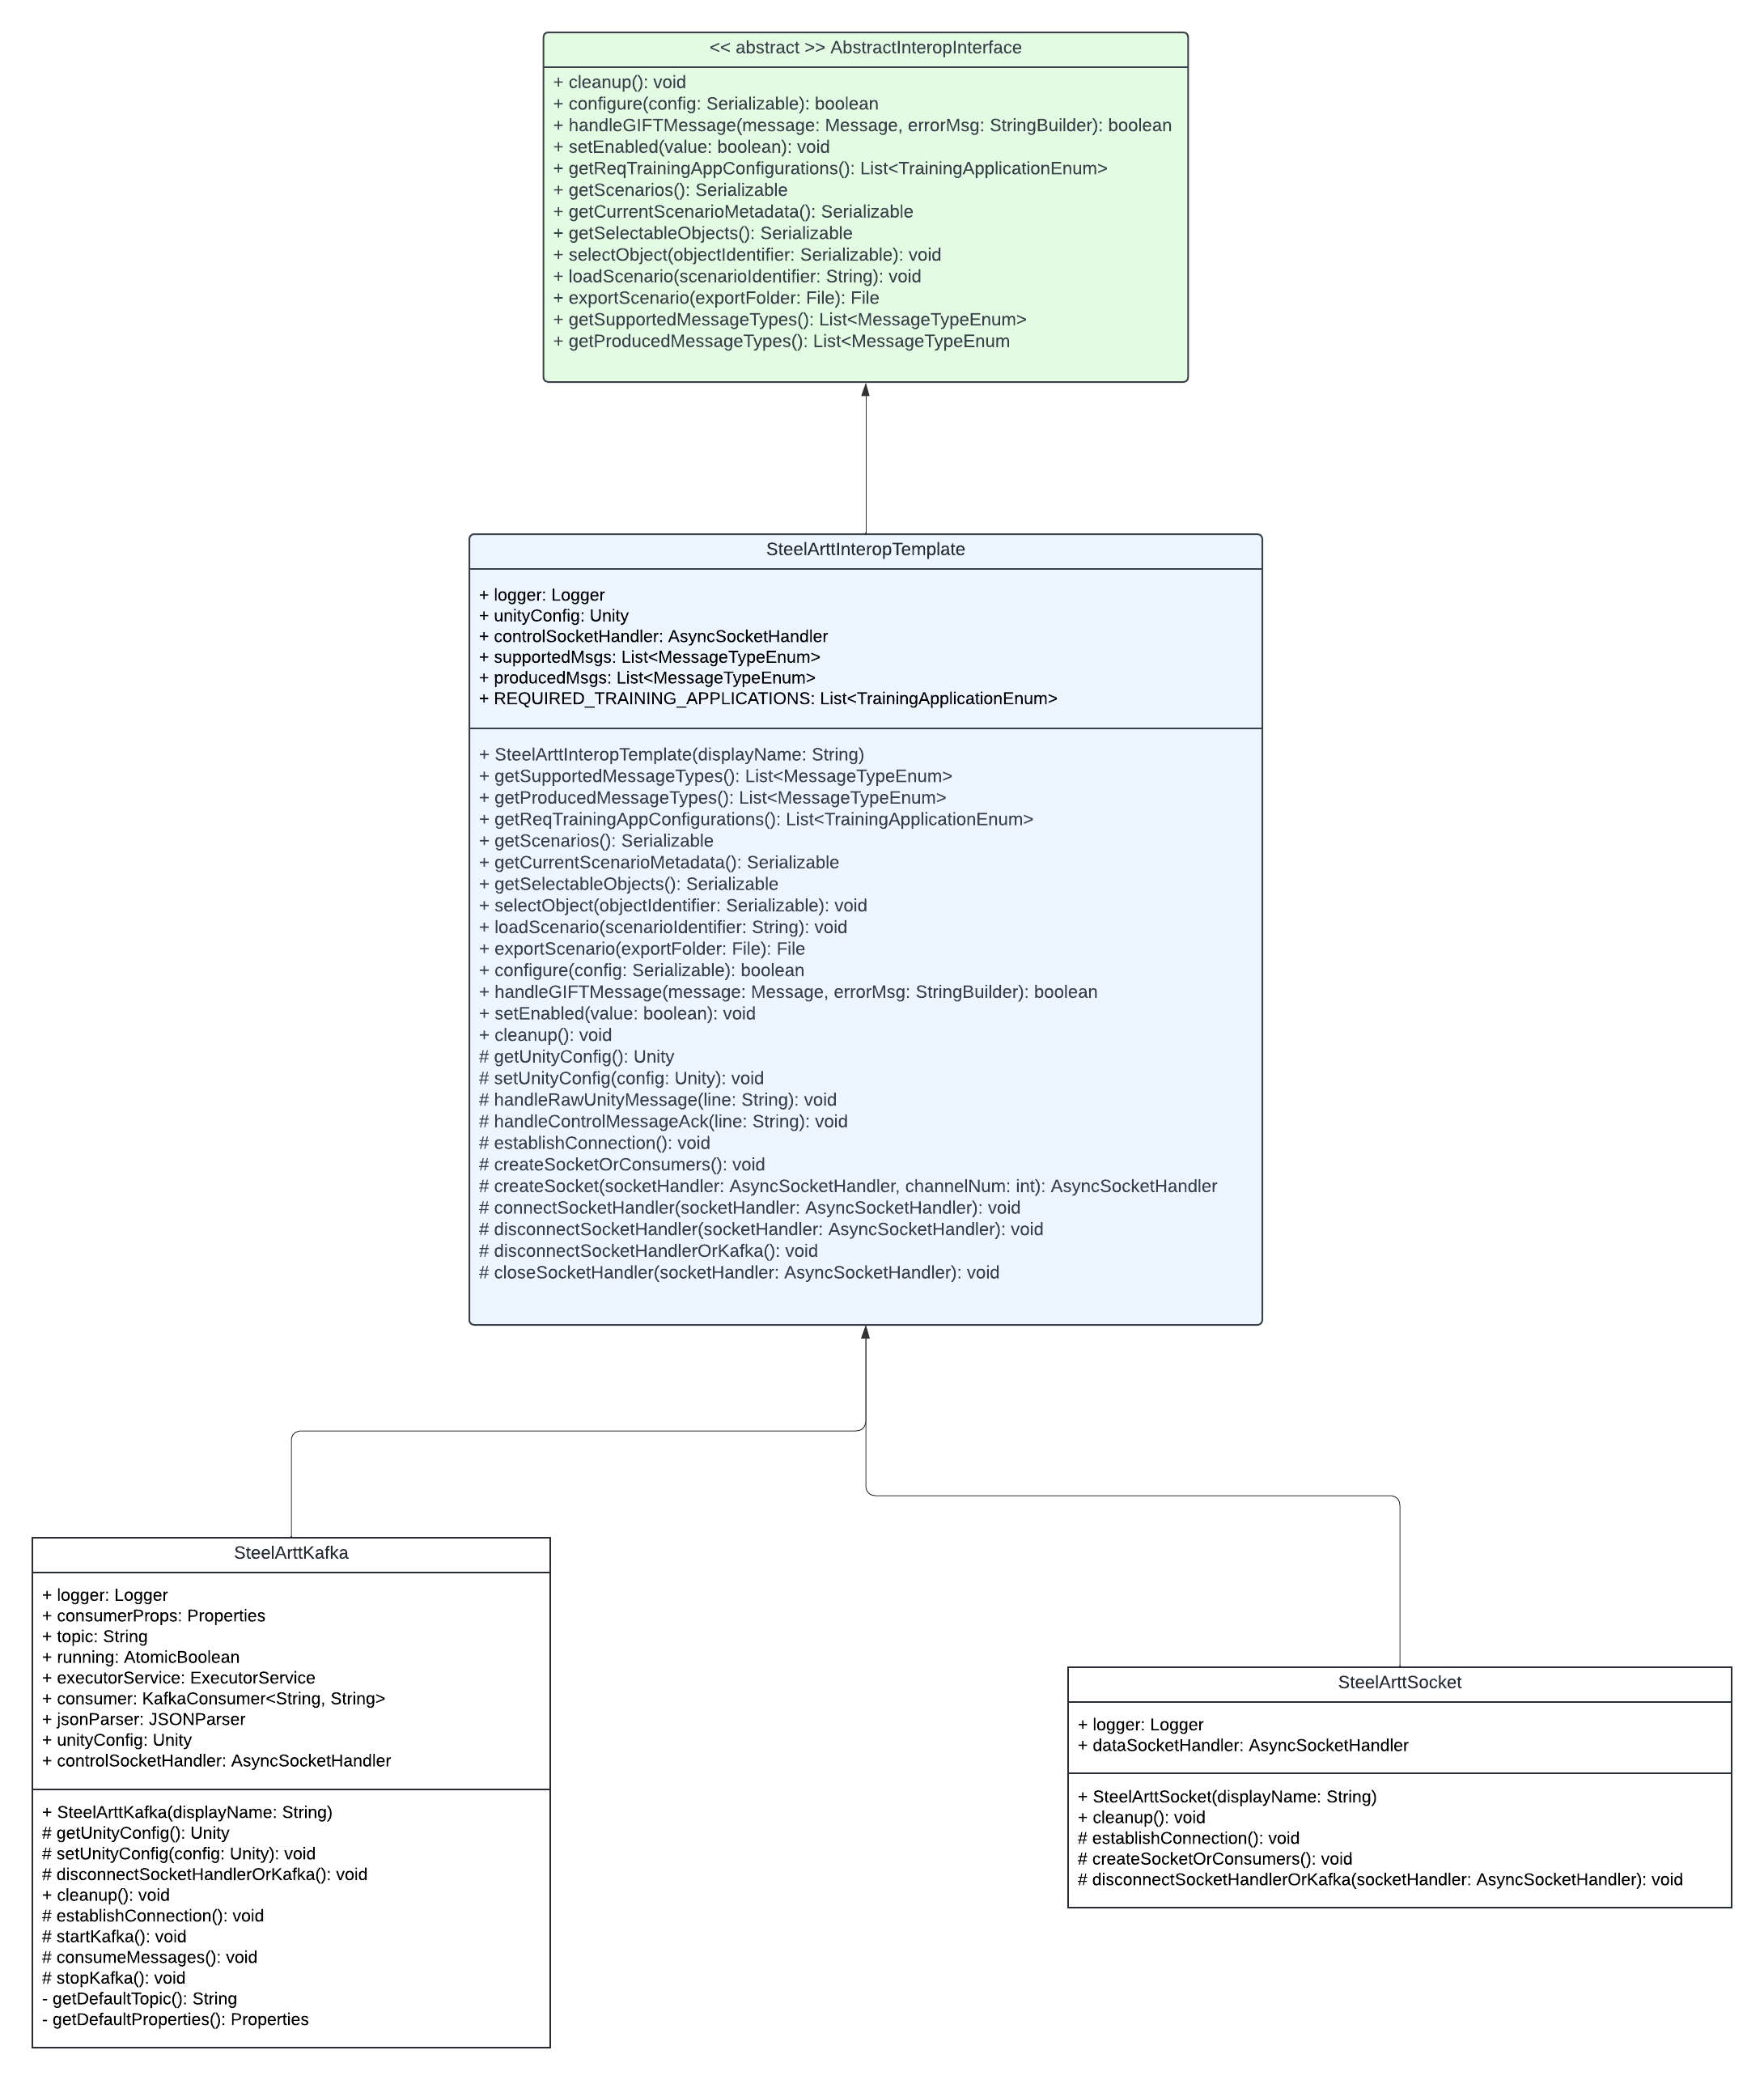 << abstract >> AbstractInteropInterface
+ cleanup(): void
+ configure(config: Serializable): boolean
+ handleGIFTMessage(message: Message, errorMsg: StringBuilder): boolean
+ setEnabled(value: boolean): void
+ getReqTrainingAppConfigurations(): List<TrainingApplicationEnum>
+ getScenarios(): Serializable
+ getCurrentScenarioMetadata(): Serializable
+ getSelectableObjects(): Serializable
+ selectObject(objectIdentifier: Serializable): void
+ loadScenario(scenarioIdentifier: String): void
+ exportScenario(exportFolder: File): File
+ getSupportedMessageTypes(): List<MessageTypeEnum>
+ getProducedMessageTypes(): List<MessageTypeEnum
SteelArttInteropTemplate
+ logger: Logger
+ unityConfig: Unity
+ controlSocketHandler: AsyncSocketHandler
+ supportedMsgs: List<MessageTypeEnum>
+ producedMsgs: List<MessageTypeEnum>
+ REQUIRED_TRAINING_APPLICATIONS: List<TrainingApplicationEnum>
+ SteelArttInteropTemplate(displayName: String)
+ getSupportedMessageTypes(): List<MessageTypeEnum>
+ getProducedMessageTypes(): List<MessageTypeEnum>
+ getReqTrainingAppConfigurations(): List<TrainingApplicationEnum>
+ getScenarios(): Serializable
+ getCurrentScenarioMetadata(): Serializable
+ getSelectableObjects(): Serializable
+ selectObject(objectIdentifier: Serializable): void
+ loadScenario(scenarioIdentifier: String): void
+ exportScenario(exportFolder: File): File
+ configure(config: Serializable): boolean
+ handleGIFTMessage(message: Message, errorMsg: StringBuilder): boolean
+ setEnabled(value: boolean): void
+ cleanup(): void
# getUnityConfig(): Unity
# setUnityConfig(config: Unity): void
# handleRawUnityMessage(line: String): void
# handleControlMessageAck(line: String): void
# establishConnection(): void
# createSocketOrConsumers(): void
# createSocket(socketHandler: AsyncSocketHandler, channelNum: int): AsyncSocketHandler
# connectSocketHandler(socketHandler: AsyncSocketHandler): void
# disconnectSocketHandler(socketHandler: AsyncSocketHandler): void
# disconnectSocketHandlerOrKafka(): void
# closeSocketHandler(socketHandler: AsyncSocketHandler): void
SteelArttKafka
+ logger: Logger
+ consumerProps: Properties
+ topic: String
+ running: AtomicBoolean
+ executorService: ExecutorService
+ consumer: KafkaConsumer<String, String>
+ jsonParser: JSONParser
+ unityConfig: Unity
+ controlSocketHandler: AsyncSocketHandler
+ SteelArttKafka(displayName: String)
# getUnityConfig(): Unity
# setUnityConfig(config: Unity): void
# disconnectSocketHandlerOrKafka(): void
+ cleanup(): void
# establishConnection(): void
# startKafka(): void
# consumeMessages(): void
# stopKafka(): void
- getDefaultTopic(): String
- getDefaultProperties(): Properties
SteelArttSocket
+ logger: Logger
+ dataSocketHandler: AsyncSocketHandler
+ SteelArttSocket(displayName: String)
+ cleanup(): void
# establishConnection(): void
# createSocketOrConsumers(): void
# disconnectSocketHandlerOrKafka(socketHandler: AsyncSocketHandler): void